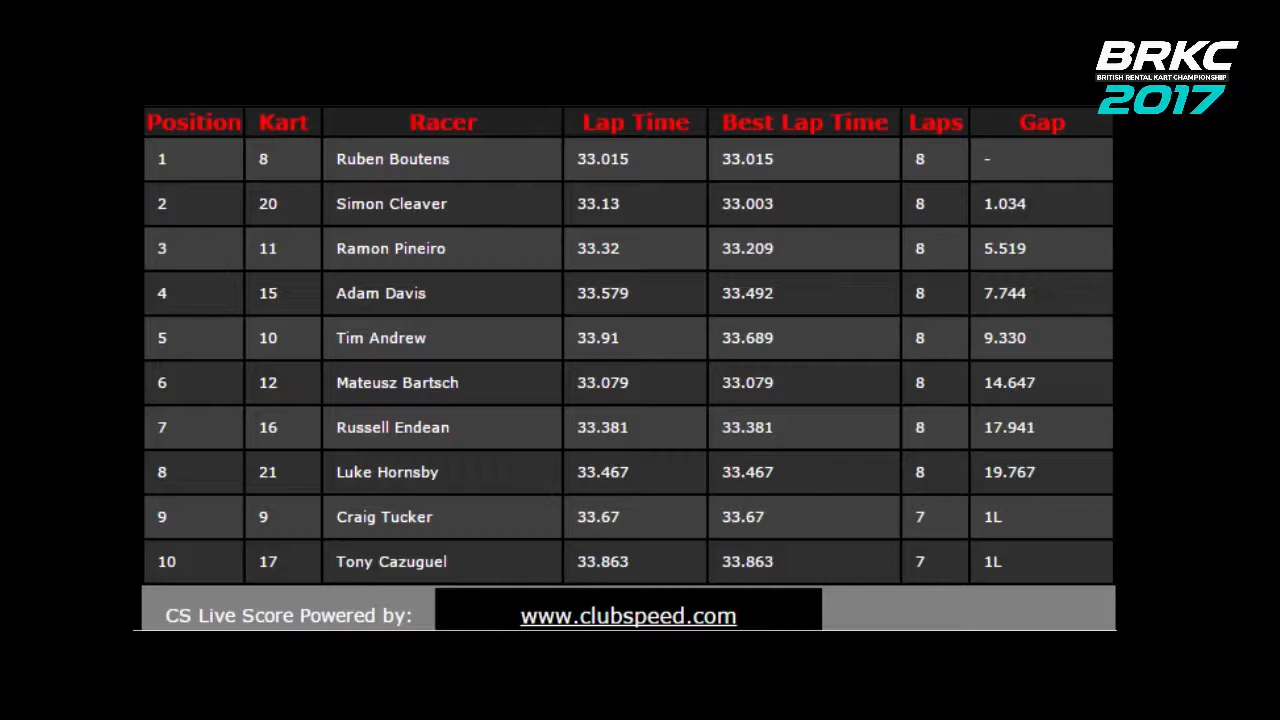 BRKC
BRITISH RENTAL KART CHAMPIONSHIP
2017
Position Kart Racer Lap Time Best Lap Time Laps Gap
1 8 Ruben Boutens 33.015 33.015 8 -
2 20 Simon Cleaver 33.13 33.003 8 1.034
3 11 Ramon Pineiro 33.32 33.209 8 5.519
4 15 Adam Davis 33.579 33.492 8 7.744
5 10 Tim Andrew 33.91 33.689 8 9.330
6 12 Mateusz Bartsch 33.079 33.079 8 14.647
7 16 Russell Endean 33.381 33.381 8 17.941
8 21 Luke Hornsby 33.467 33.467 8 19.767
9 9 Craig Tucker 33.67 33.67 7 1L
10 17 Tony Cazuguel 33.863 33.863 7 1L
CS Live Score Powered by: www.clubspeed.com